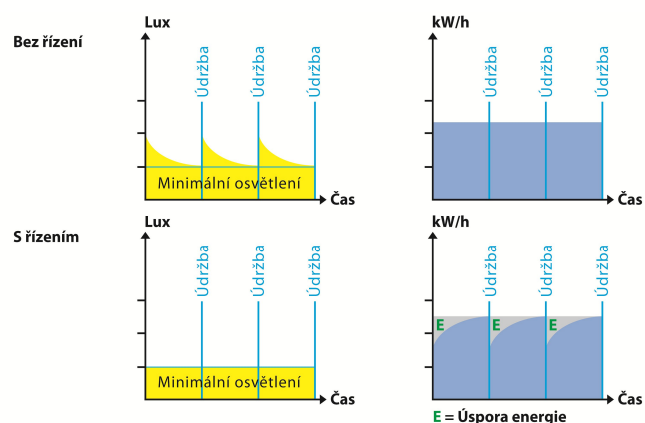 Lux
kW/h
Bez řízení
Údržba
Údržba
Údržba
Údržba
Údržba
Údržba
Minimální osvětlení
Čas
Čas
Lux
kW/h
S řízením
Údržba
Údržba
Údržba
Údržba
Údržba
Údržba
E
E
E
Minimální osvětlení
Čas
Čas
E = Úspora energie